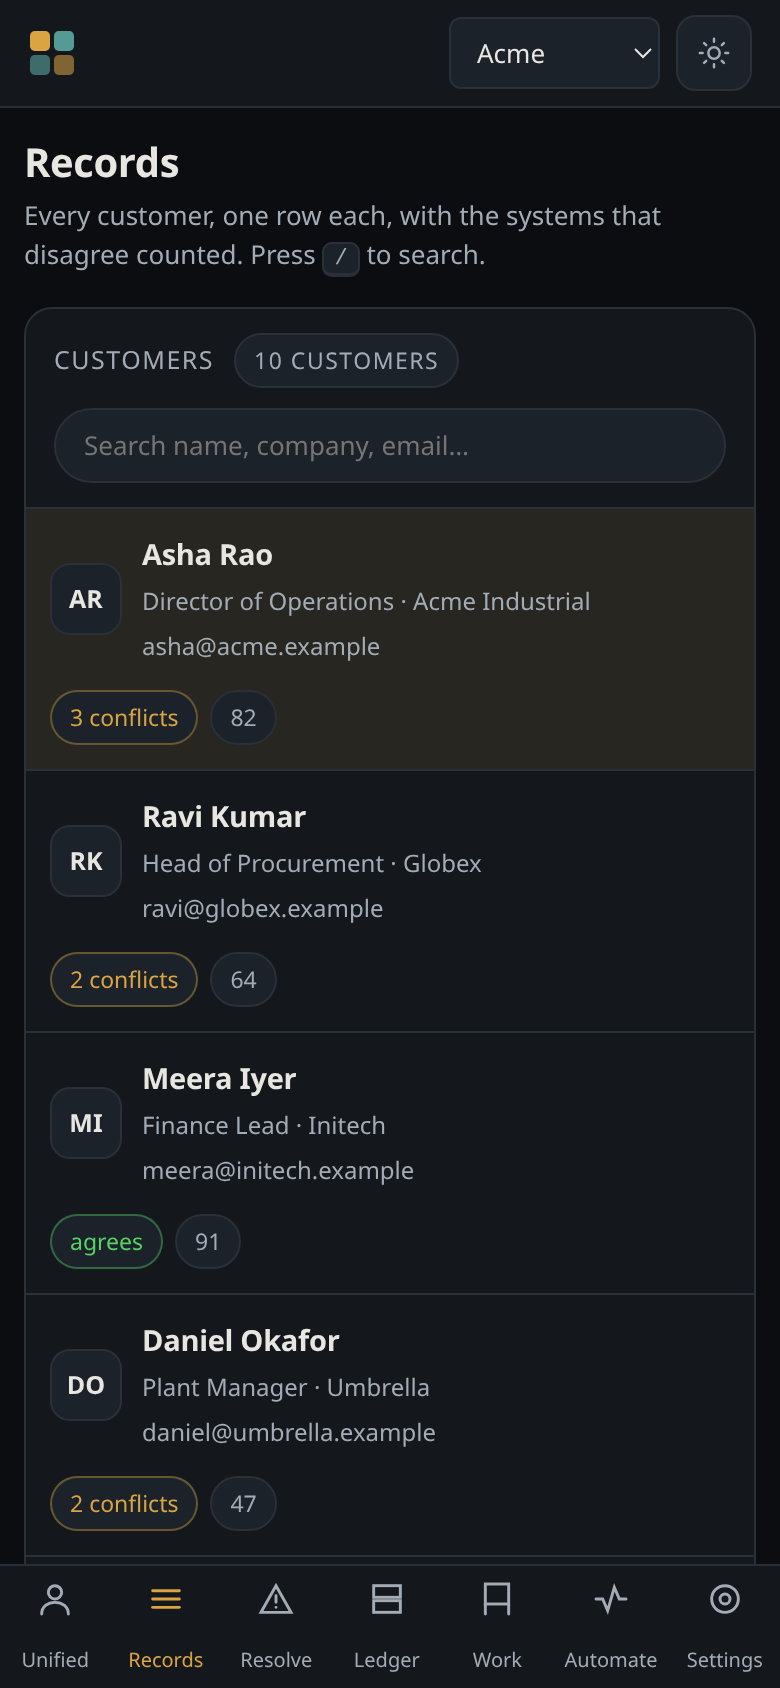 Acme
Records
Every customer, one row each, with the systems that
disagree counted. Press / to search.
CUSTOMERS 10 CUSTOMERS
Search name, company, email...
AR
Asha Rao
Director of Operations · Acme Industrial
asha@acme.example
3 conflicts 82
RK
Ravi Kumar
Head of Procurement · Globex
ravi@globex.example
2 conflicts 64
MI
Meera Iyer
Finance Lead · Initech
meera@initech.example
agrees 91
DO
Daniel Okafor
Plant Manager · Umbrella
daniel@umbrella.example
2 conflicts 47
Unified Records Resolve Ledger Work Automate Settings